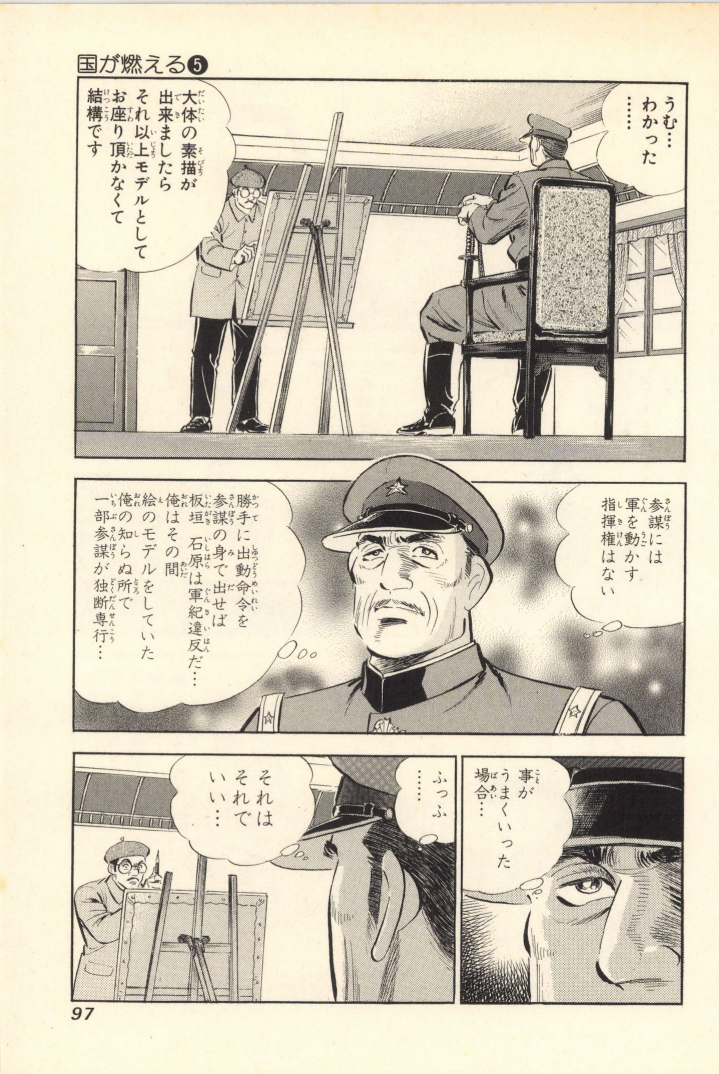 国が燃える5
うむ…
わかった
……
大体の素描が
出来ましたら
それ以上モデルとして
お座り頂かなくて
結構です
参謀には
軍を動かす
指揮権はない
勝手に出動命令を
参謀の身で出せば
板垣 石原は軍紀違反だ…
俺はその間
絵のモデルをしていた
俺の知らぬ所で
一部参謀が独断専行…
事が
うまくいった
場合…
ふっふ
……
それは
それで
いい…
97